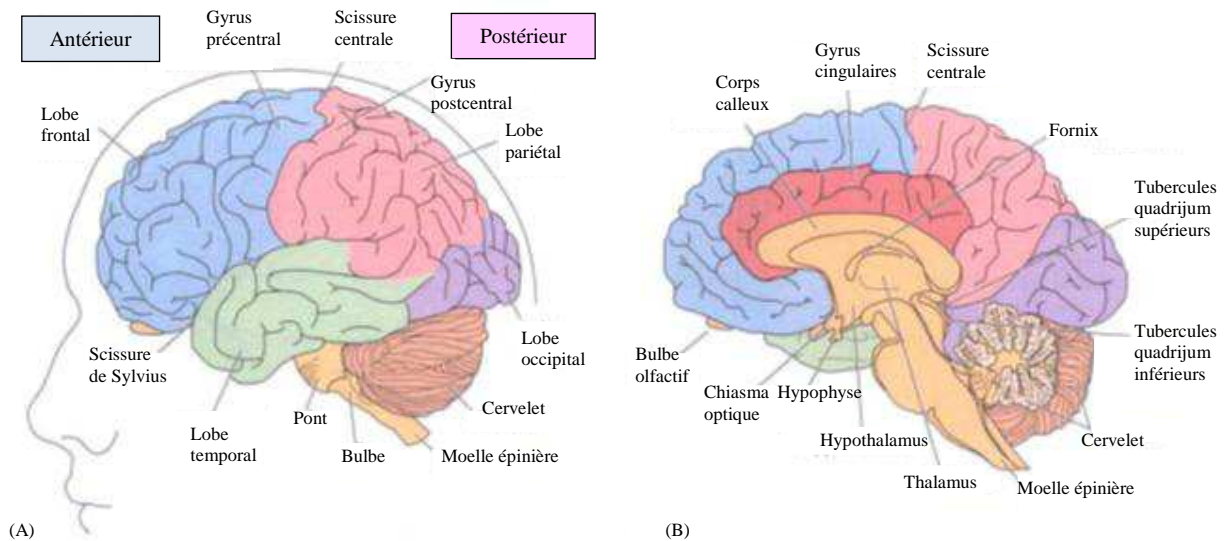 Antérieur
Gyrus
précentral
Scissure
centrale
Postérieur
Gyrus
postcentral
Lobe
frontal
Lobe
pariétal
Scissure
de Sylvius
Lobe
occipital
Pont
Cervelet
Lobe
temporal
Bulbe
Moelle épinière
(A)
Gyrus
cingulaires
Scissure
centrale
Corps
calleux
Fornix
Tubercules
quadrijum
supérieurs
Bulbe
olfactif
Tubercules
quadrijum
inférieurs
Chiasma
optique
Hypophyse
Hypothalamus
Cervelet
Thalamus
Moelle épinière
(B)